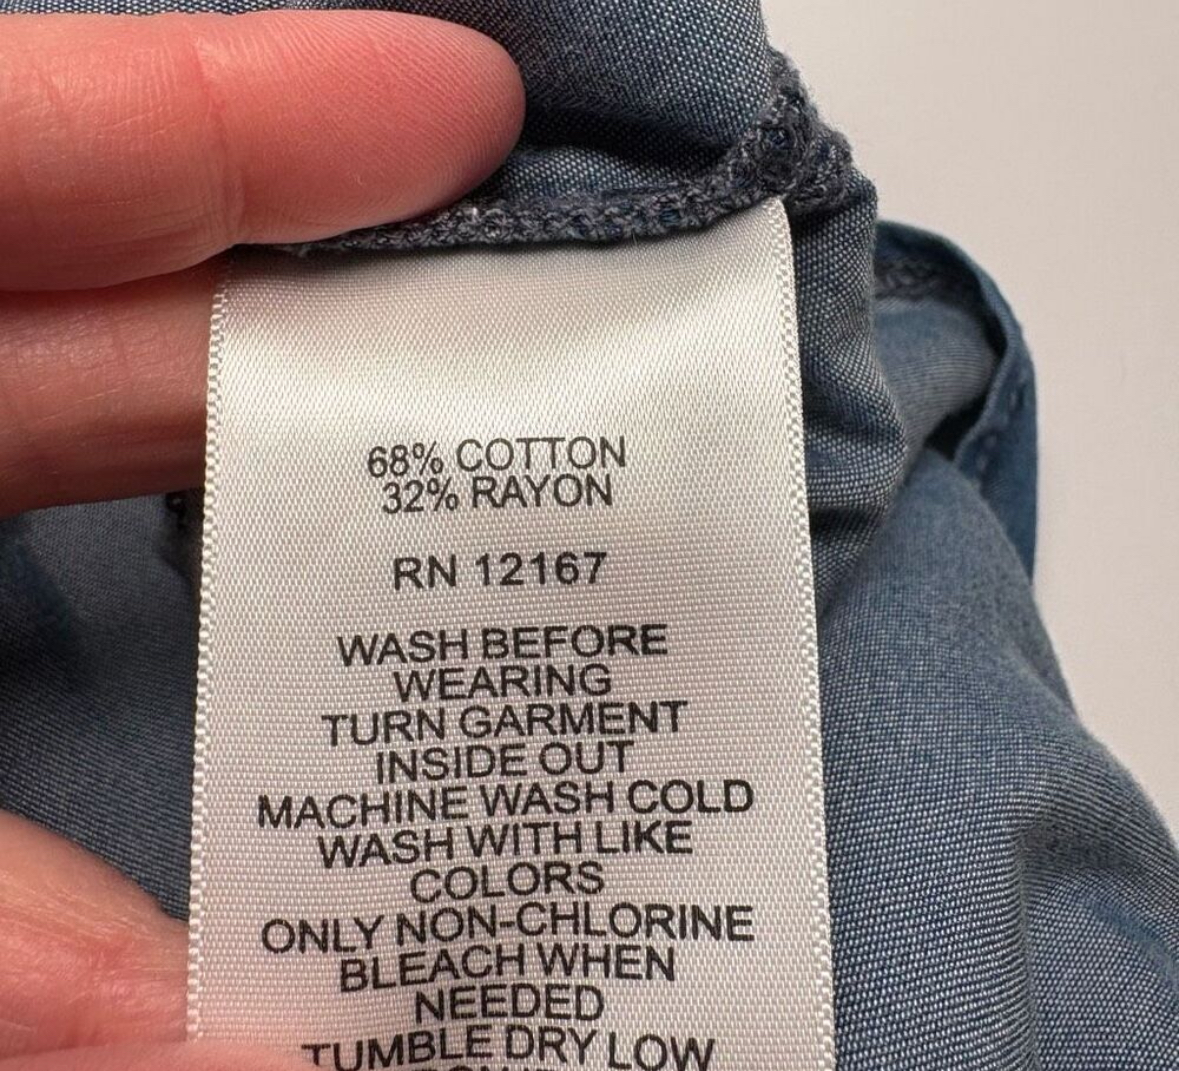 68% COTTON
32% RAYON
RN 12167
WASH BEFORE
WEARING
TURN GARMENT
INSIDE OUT
MACHINE WASH COLD
WASH WITH LIKE
COLORS
ONLY NON-CHLORINE
BLEACH WHEN
NEEDED
TUMBLE DRY LOW